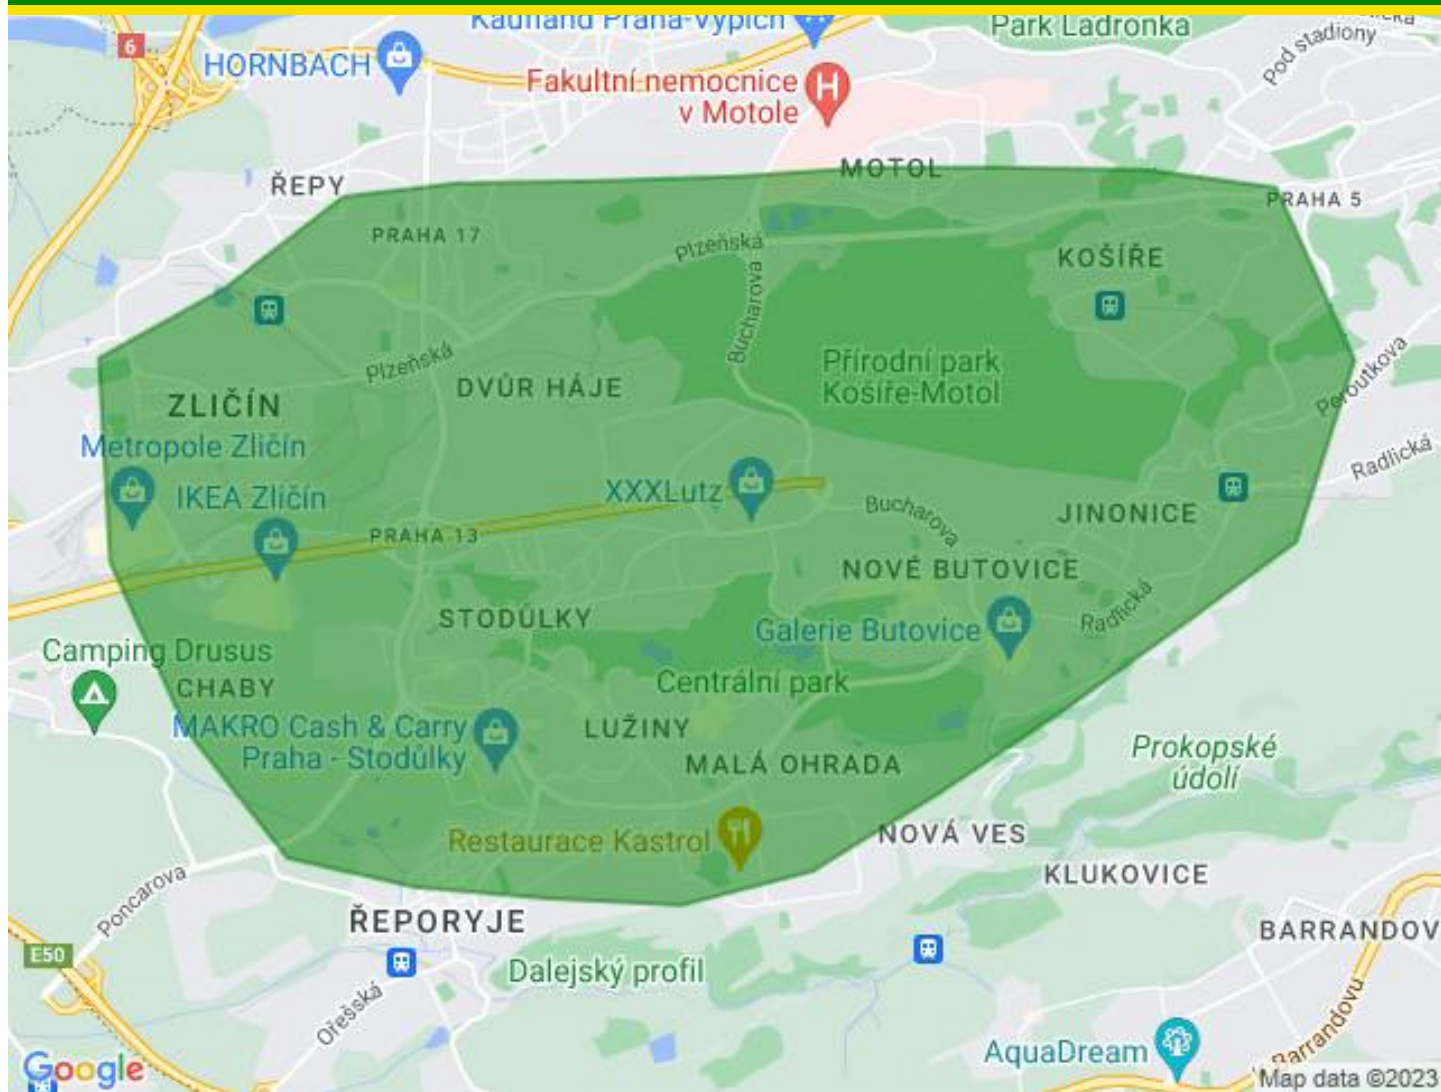 Kaufland Praha-Vypich
Park Ladronka
Pod stadiony
6
HORNBACH
Fakultní nemocnice
v Motole
H
MOTOL
ŘEPY
PRAHA 5
PRAHA 17
Plzeňská
KOŠÍŘE
Bucharova
Plzeňská
Přírodní park
Košíře-Motol
DVŮR HÁJE
Peroutkova
ZLIČÍN
Metropole Zličín
Radlická
IKEA Zličín
XXXLutz
Bucharova
JINONICE
PRAHA 13
NOVÉ BUTOVICE
STODŮLKY
Radlická
Galerie Butovice
Camping Drusus
CHABY
Centrální park
MAKRO Cash & Carry
Praha - Stodůlky
LUŽINY
MALÁ OHRADA
Prokopské
údolí
Restaurace Kastrol
NOVÁ VES
KLUKOVICE
Poncarova
ŘEPORYJE
BARRANDOV
E50
Dalejský profil
Ořešská
K Barrandovu
AquaDream
Google
Map data ©2023